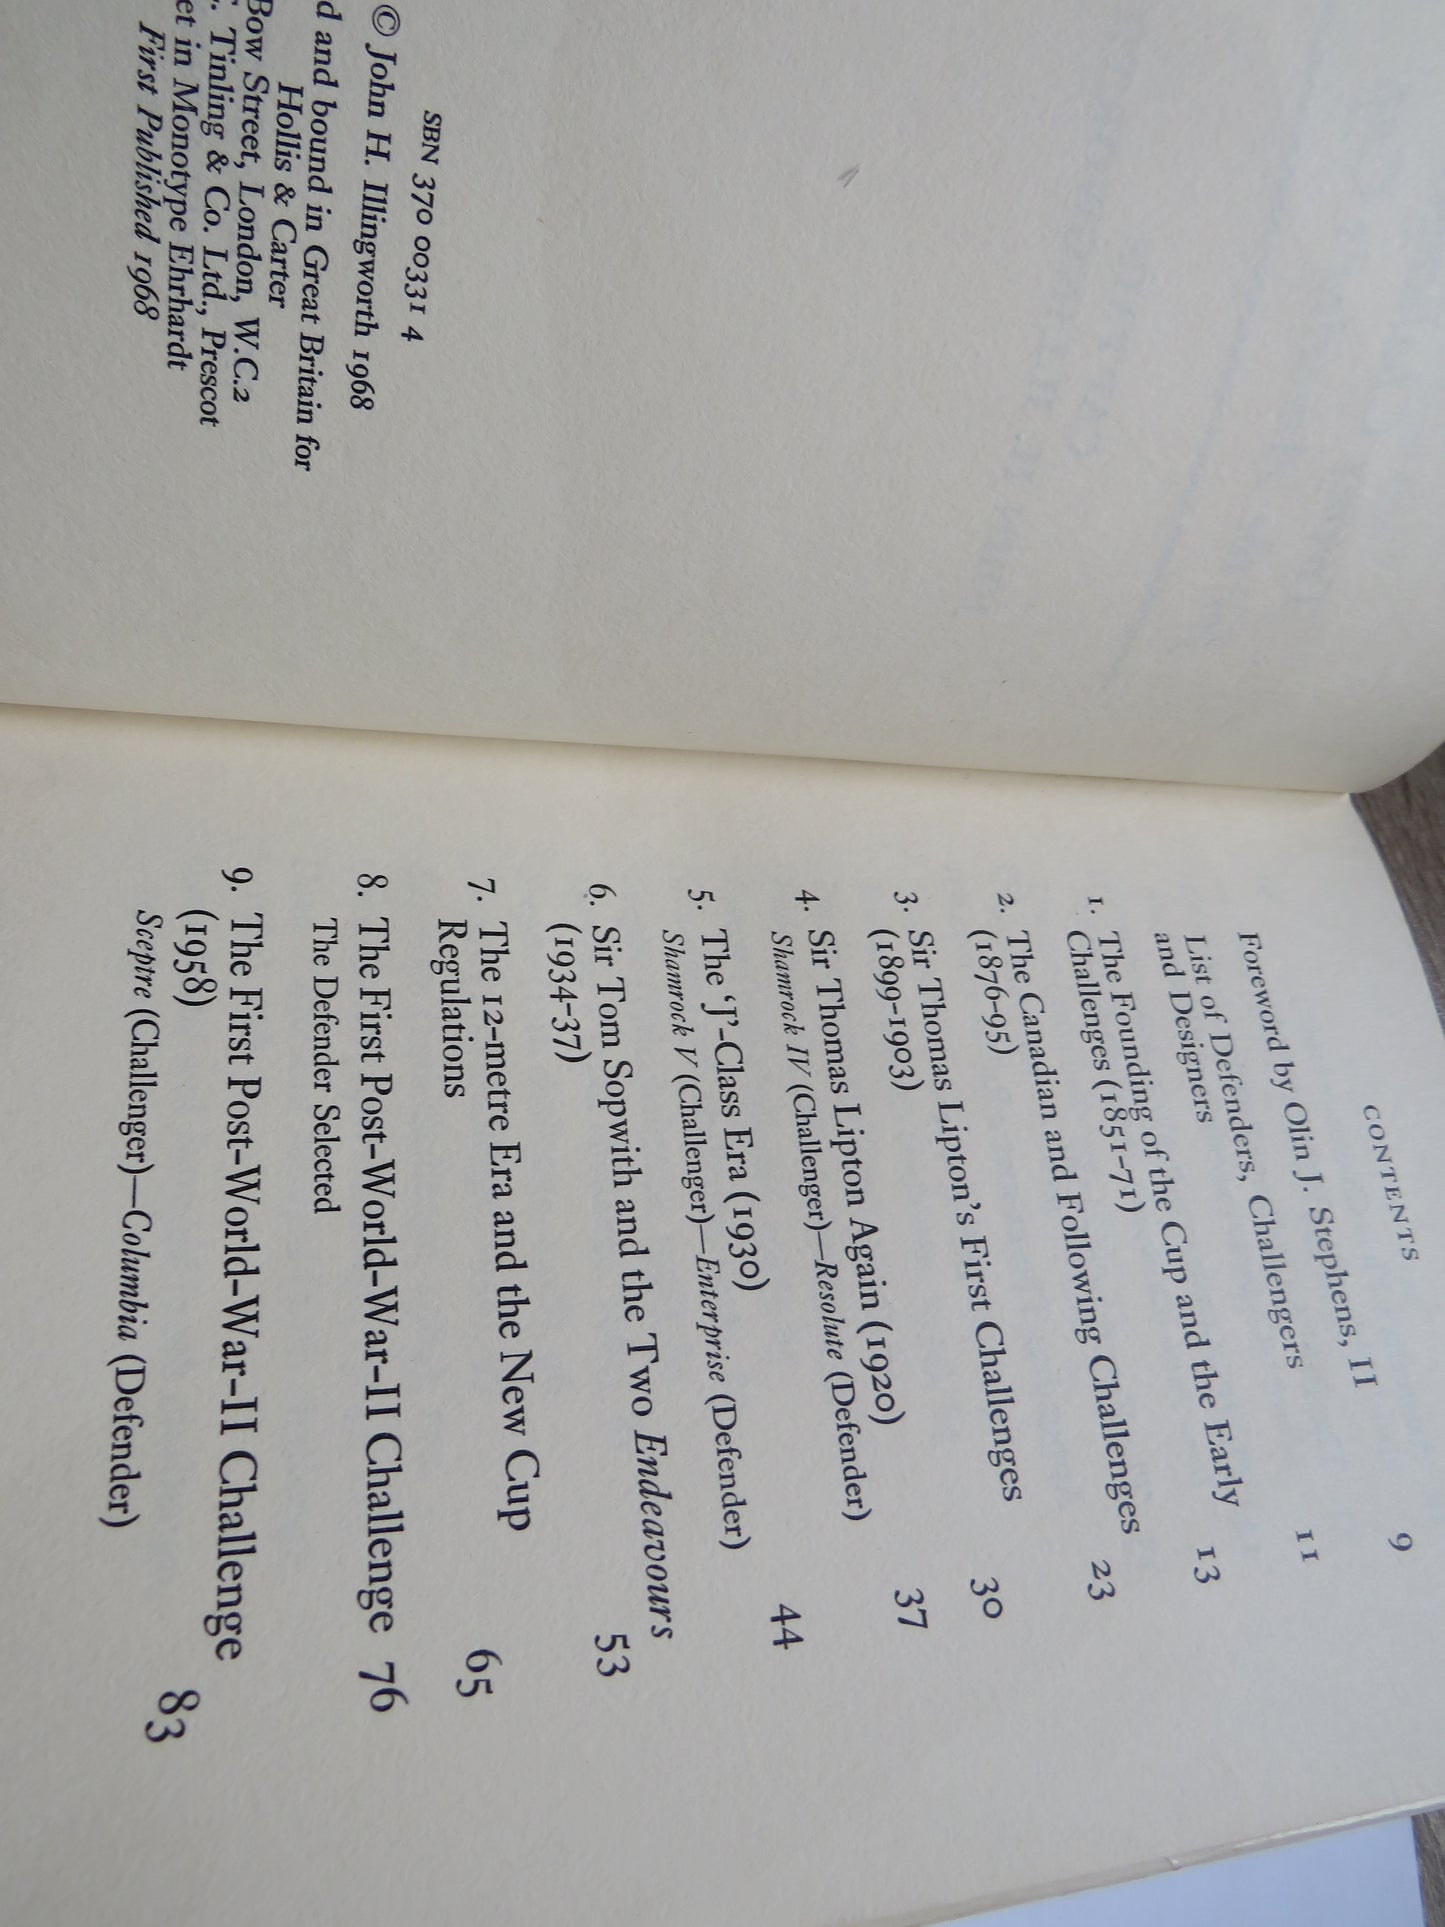 SBN 370 00331 4
© John H. Illingworth 1968
and bound in Great Britain for
Hollis & Carter
Bow Street, London, W.C.2
Tinling & Co. Ltd., Prescot
in Monotype Ehrhardt
First Published 1968
CONTENTS
Foreword by Olin J. Stephens, II 9
List of Defenders, Challengers
and Designers 11
1. The Founding of the Cup and the Early
Challenges (1851-71) 13
2. The Canadian and Following Challenges
(1876-95) 23
3. Sir Thomas Lipton's First Challenges
(1899-1903) 30
4. Sir Thomas Lipton Again (1920) 37
Shamrock IV (Challenger)—Resolute (Defender)
5. The 'J'-Class Era (1930) 44
Shamrock V (Challenger)—Enterprise (Defender)
6. Sir Tom Sopwith and the Two Endeavours
(1934-37) 53
7. The 12-metre Era and the New Cup
Regulations 65
8. The First Post-World-War-II Challenge 76
The Defender Selected
9. The First Post-World-War-II Challenge
(1958) 83
Sceptre (Challenger)—Columbia (Defender)